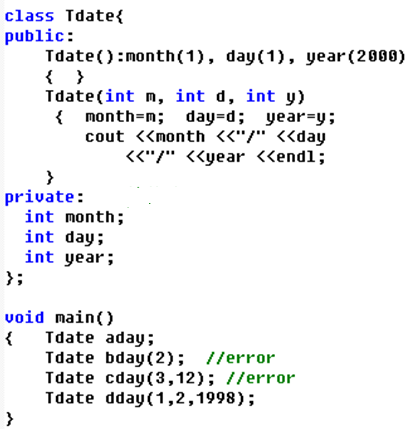 class Tdate{
public:
    Tdate():month(1), day(1), year(2000)
    {  }
    Tdate(int m, int d, int y)
     {  month=m;  day=d;  year=y;
        cout <<month <<"/" <<day
            <<"/" <<year <<endl;
    }
private:
  int month;
  int day;
  int year;
};

void main()
{   Tdate aday;
    Tdate bday(2);  //error
    Tdate cday(3,12); //error
    Tdate dday(1,2,1998);
}